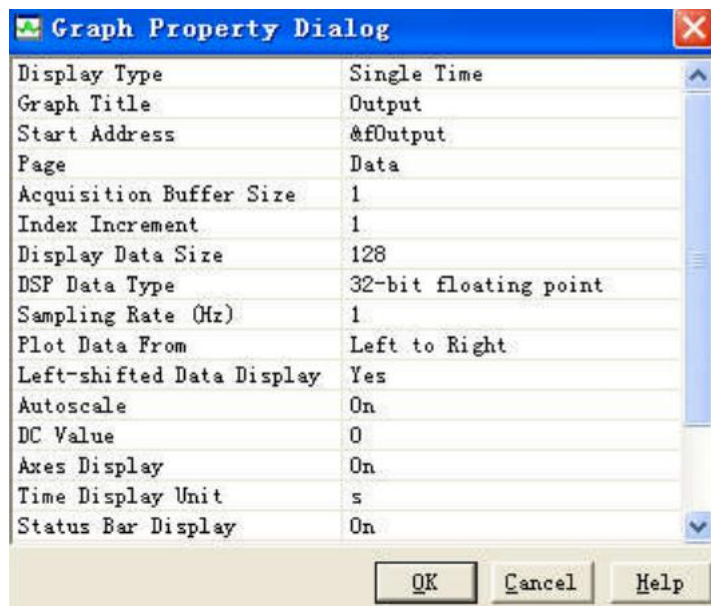 Graph Property Dialog
Display Type Single Time
Graph Title Output
Start Address &fOutput
Page Data
Acquisition Buffer Size 1
Index Increment 1
Display Data Size 128
DSP Data Type 32-bit floating point
Sampling Rate (Hz) 1
Plot Data From Left to Right
Left-shifted Data Display Yes
Autoscale On
DC Value 0
Axes Display On
Time Display Unit s
Status Bar Display On
OK Cancel Help